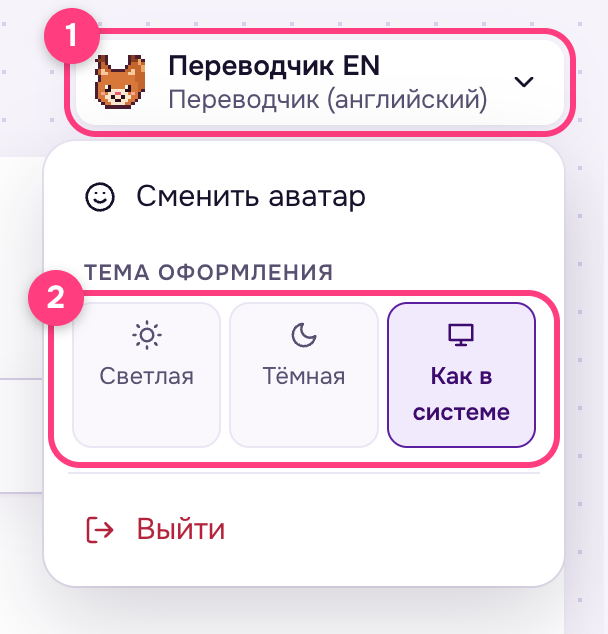 1
Переводчик EN
Переводчик (английский)
Сменить аватар
ТЕМА ОФОРМЛЕНИЯ
2
Светлая
Тёмная
Как в
системе
Выйти